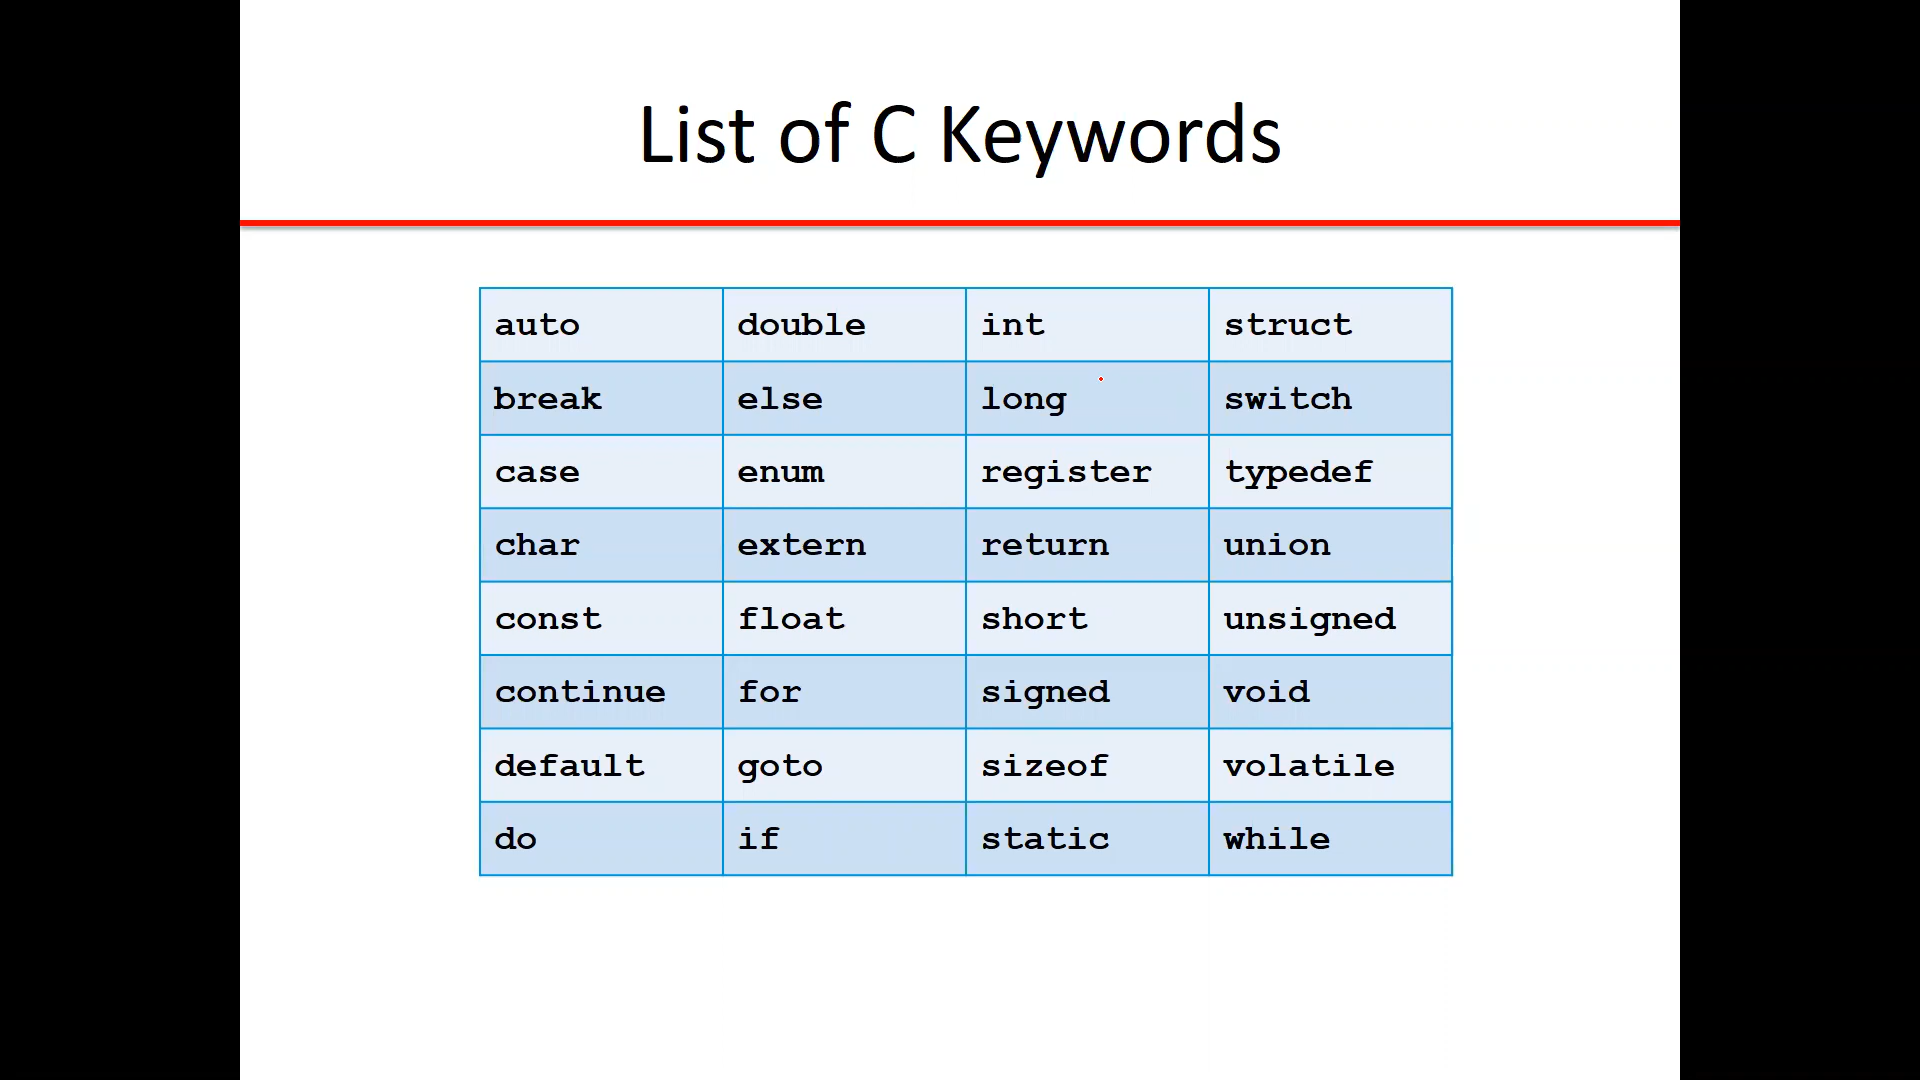 List of C Keywords
auto double int struct
break else long switch
case enum register typedef
char extern return union
const float short unsigned
continue for signed void
default goto sizeof volatile
do if static while